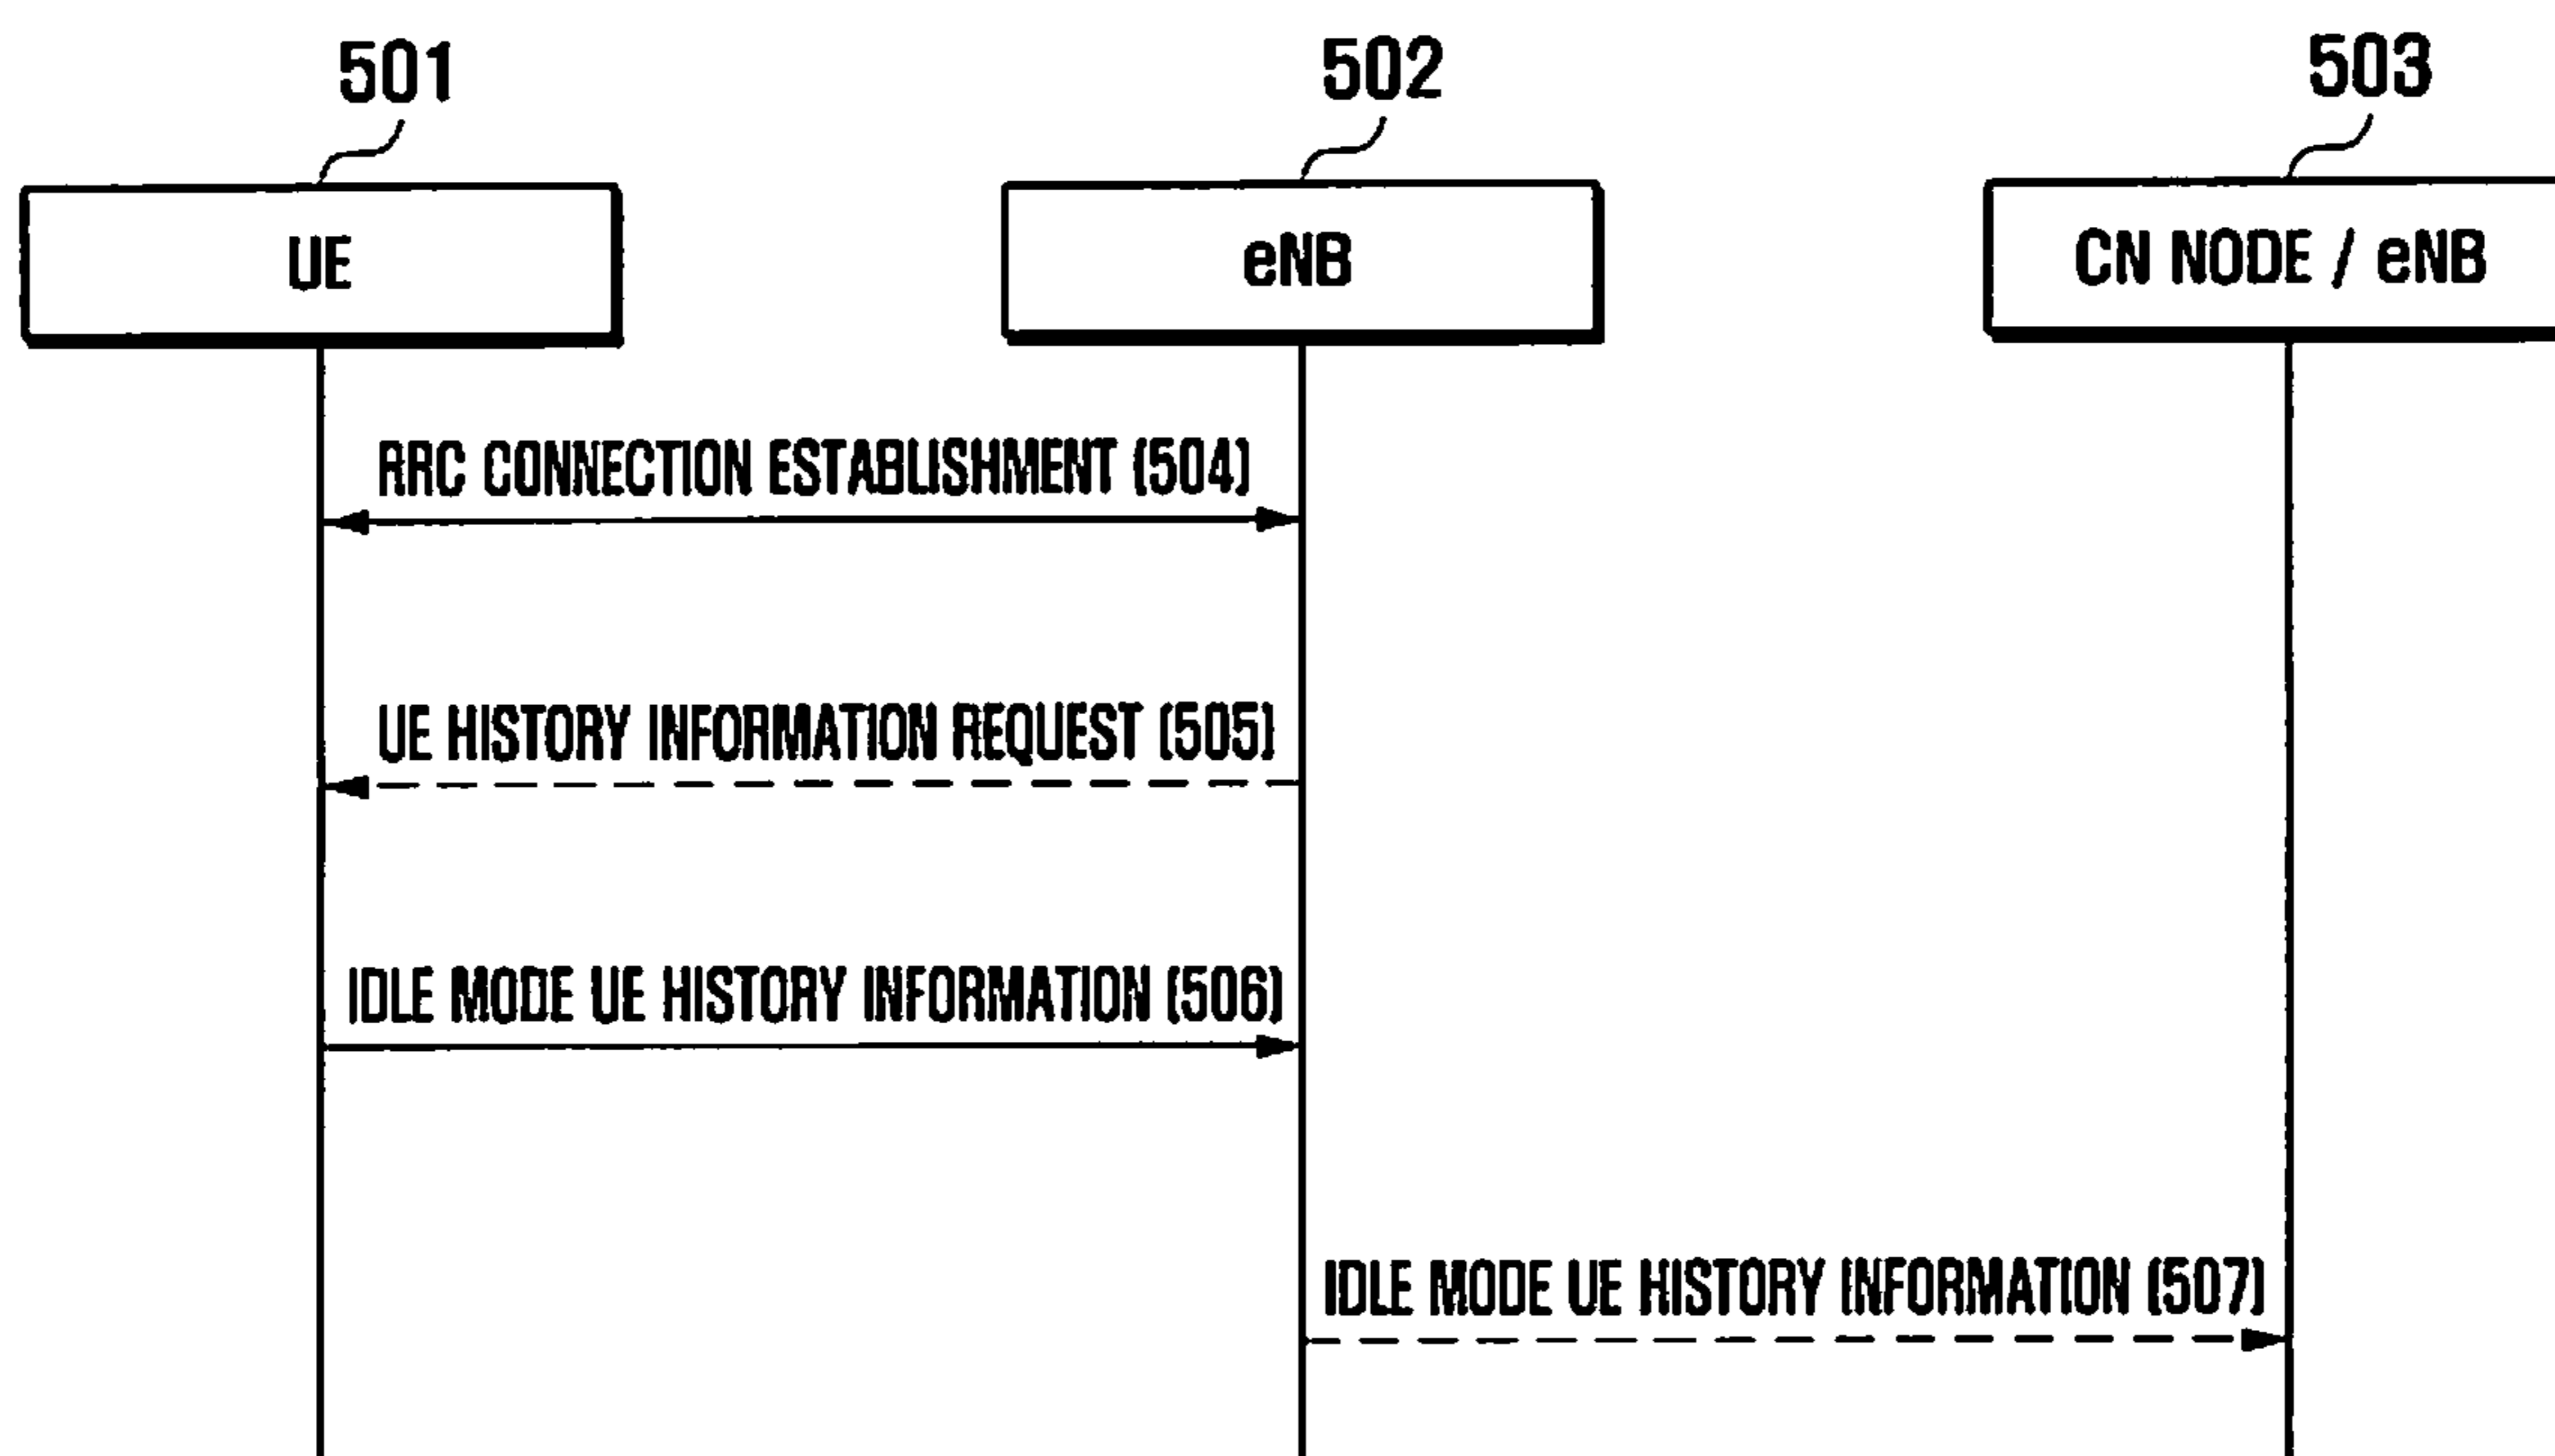 501
502
503
UE
eNB
CN NODE / eNB
RRC CONNECTION ESTABLISHMENT (504)
UE HISTORY INFORMATION REQUEST (505)
IDLE MODE UE HISTORY INFORMATION (506)
IDLE MODE UE HISTORY INFORMATION (507)